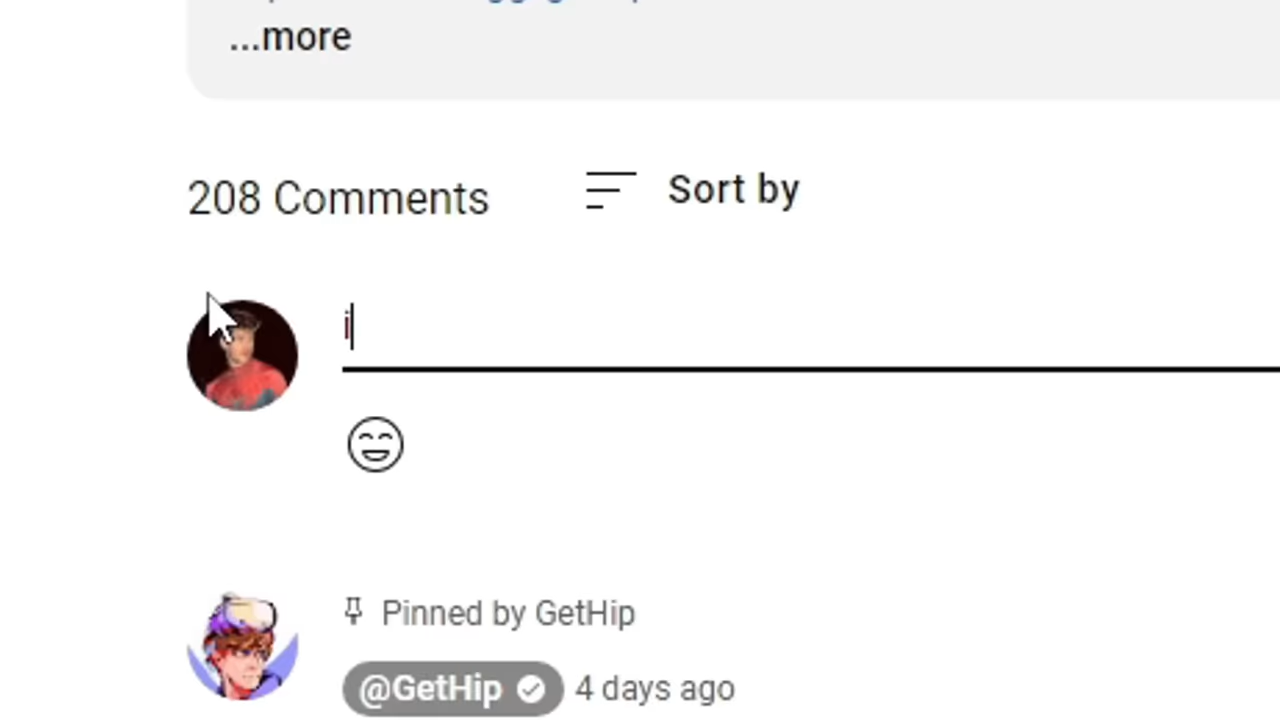 ...more
208 Comments
Sort by
i
Pinned by GetHip
@GetHip
4 days ago